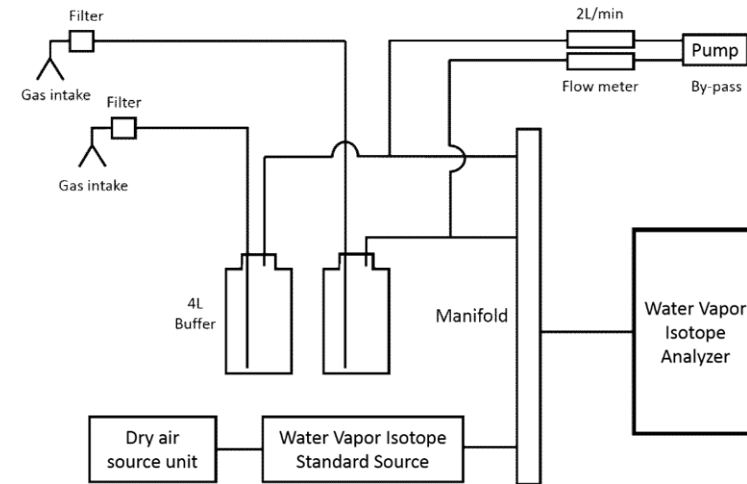 Filter
2L/min
Pump
Gas intake
Flow meter
By-pass
Filter
Gas intake
4L
Buffer
Manifold
Water Vapor
Isotope
Analyzer
Dry air
source unit
Water Vapor Isotope
Standard Source